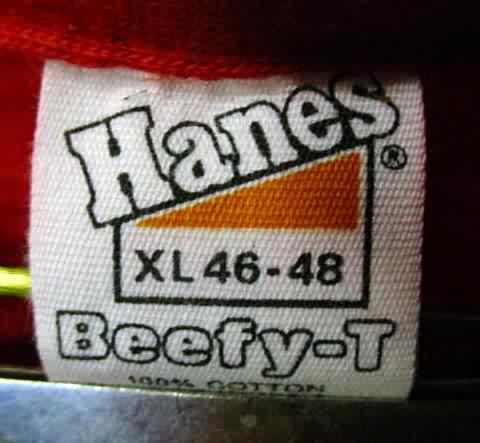 Hanes®
XL 46-48
Beefy-T
100% COTTON